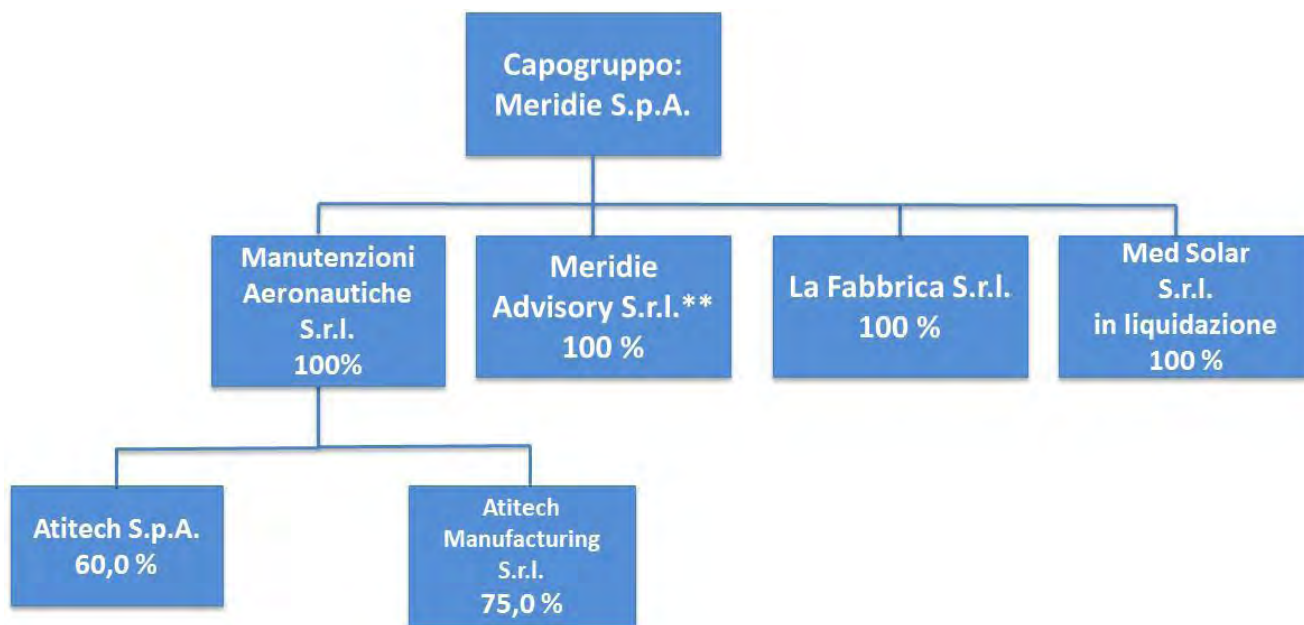 Capogruppo:
Meridie S.p.A.
Manutenzioni
Aeronautiche
S.r.l.
100%
Meridie
Advisory S.r.l.**
100 %
La Fabbrica S.r.l.
100 %
Med Solar
S.r.l.
in liquidazione
100 %
Atitech S.p.A.
60,0 %
Atitech
Manufacturing
S.r.l.
75,0 %